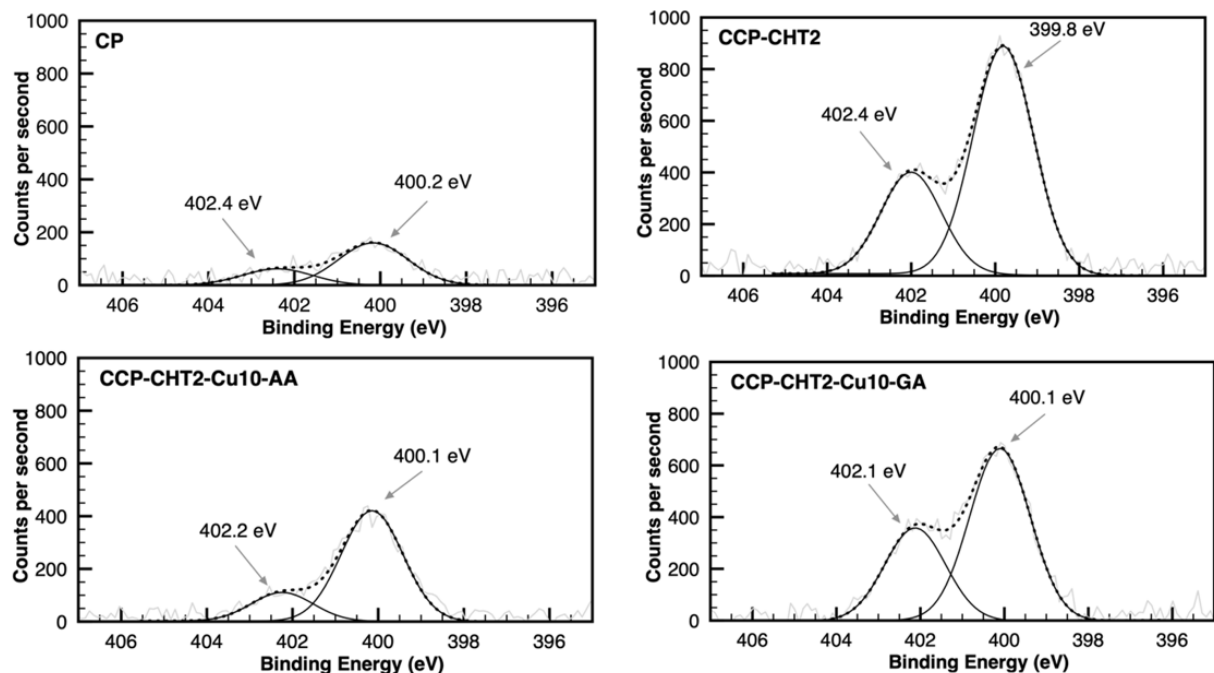 CP
1000
800
600
400
200
0
Counts per second
402.4 eV
400.2 eV
406 404 402 400 398 396
Binding Energy (eV)
CCP-CHT2
1000
800
600
400
200
0
Counts per second
402.4 eV
399.8 eV
406 404 402 400 398 396
Binding Energy (eV)
CCP-CHT2-Cu10-AA
1000
800
600
400
200
0
Counts per second
402.2 eV
400.1 eV
406 404 402 400 398 396
Binding Energy (eV)
CCP-CHT2-Cu10-GA
1000
800
600
400
200
0
Counts per second
402.1 eV
400.1 eV
406 404 402 400 398 396
Binding Energy (eV)